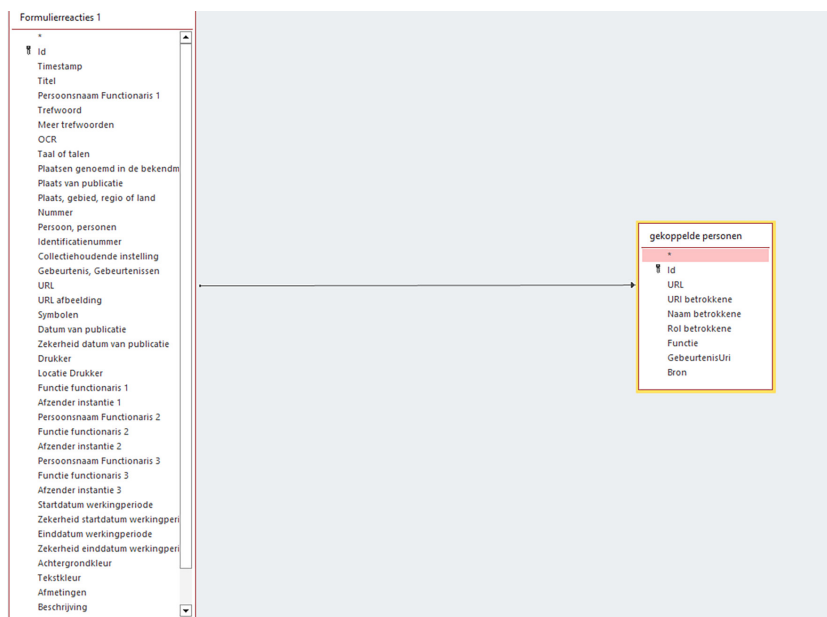 Formulierreacties 1
*
Id
Timestamp
Titel
Persoonsnaam Functionaris 1
Trefwoord
Meer trefwoorden
OCR
Taal of talen
Plaatsen genoemd in de bekendm
Plaats van publicatie
Plaats, gebied, regio of land
Nummer
Persoon, personen
Identificatienummer
Collectiehoudende instelling
Gebeurtenis, Gebeurtenissen
URL
URL afbeelding
Symbolen
Datum van publicatie
Zekerheid datum van publicatie
Drukker
Locatie Drukker
Functie functionaris 1
Afzender instantie 1
Persoonsnaam Functionaris 2
Functie functionaris 2
Afzender instantie 2
Persoonsnaam Functionaris 3
Functie functionaris 3
Afzender instantie 3
Startdatum werkingperiode
Zekerheid startdatum werkingperi
Einddatum werkingperiode
Zekerheid einddatum werkingperi
Achtergrondkleur
Tekstkleur
Afmetingen
Beschrijving
gekoppelde personen
*
Id
URL
URI betrokkene
Naam betrokkene
Rol betrokkene
Functie
GebeurtenisUri
Bron